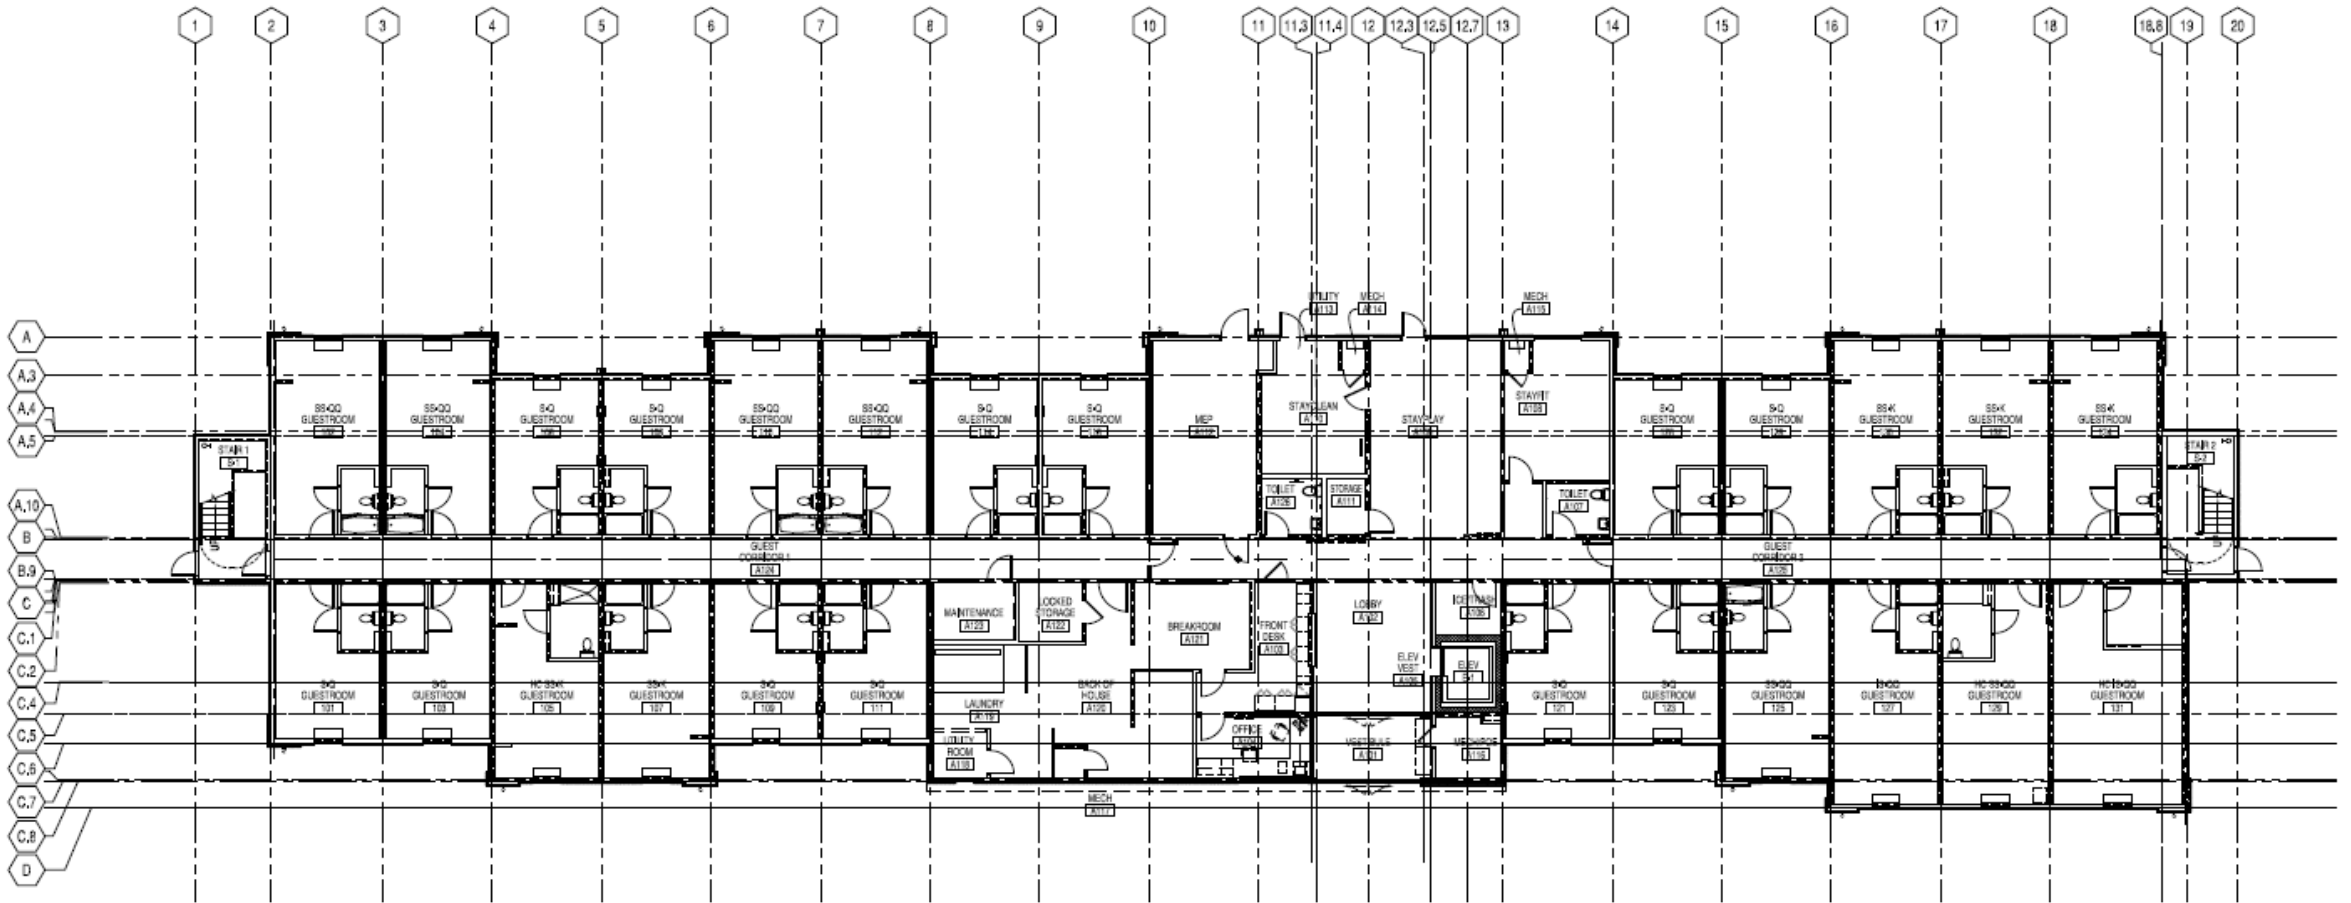 1 2 3 4 5 6 7 8 9 10 11 11.3 11.4 12 12.3 12.5 12.7 13 14 15 16 17 18 18.8 19 20
UTILITY MECH MECH
A113 A114 A115
A
A.3
A.4
A.5
SS-QQ SS-QQ S-Q S-Q SS-QQ SS-QQ S-Q S-Q STAYCLEAN STAYPLAY STAYFIT S-Q S-Q SS-K SS-K SS-K
GUESTROOM GUESTROOM GUESTROOM GUESTROOM GUESTROOM GUESTROOM GUESTROOM GUESTROOM MEP A108 GUESTROOM GUESTROOM GUESTROOM GUESTROOM GUESTROOM
STAIR 1 STAIR 2
S-1 S-2
TOILET STORAGE TOILET
A126 A111 A107
A.10
B
UP UP
GUEST GUEST
CORRIDOR 1 CORRIDOR 2
A124 A125
B.9
C
C.1
MAINTENANCE LOCKED BREAKROOM FRONT LOBBY ICE/TRASH
A123 STORAGE A121 DESK A102 A106
A122 A103
C.2
ELEV ELEV
VEST E-1
C.4
S-Q S-Q HC SS-K SS-K S-Q S-Q BACK OF S-Q S-Q SS-QQ HC SS-QQ
GUESTROOM GUESTROOM GUESTROOM GUESTROOM GUESTROOM GUESTROOM HOUSE GUESTROOM GUESTROOM GUESTROOM GUESTROOM GUESTROOM GUESTROOM
101 103 105 107 109 111 A120 121 123 125 127 129 131
LAUNDRY
A119
C.5
OFFICE VESTIBULE
A101 A116
UTILITY
ROOM
A118
C.6
C.7
MECH
A117
C.8
D